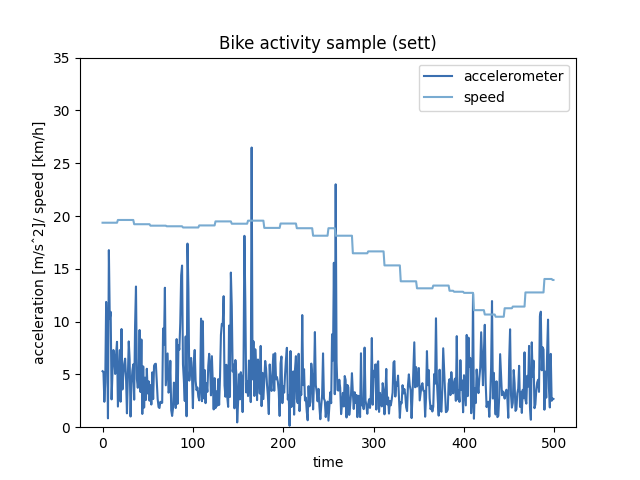 Bike activity sample (sett)
accelerometer
speed
acceleration [m/s^2]/ speed [km/h]
35
30
25
20
15
10
5
0
0 100 200 300 400 500
time